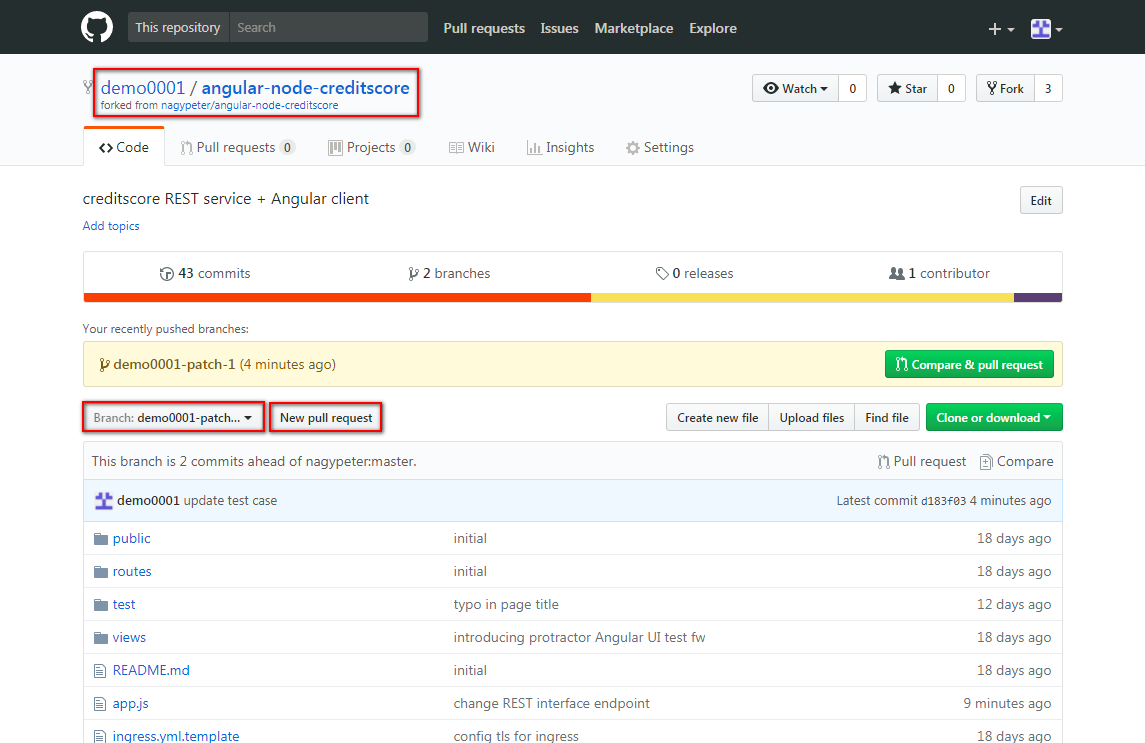 This repository Search Pull requests Issues Marketplace Explore
demo0001 / angular-node-creditscore
forked from nagypeter/angular-node-creditscore
Watch 0 Star 0 Fork 3
Code Pull requests 0 Projects 0 Wiki Insights Settings
creditscore REST service + Angular client Edit
Add topics
43 commits 2 branches 0 releases 1 contributor
Your recently pushed branches:
demo0001-patch-1 (4 minutes ago) Compare & pull request
Branch: demo0001-patch... New pull request Create new file Upload files Find file Clone or download
This branch is 2 commits ahead of nagypeter:master. Pull request Compare
demo0001 update test case Latest commit d183f03 4 minutes ago
public initial 18 days ago
routes initial 18 days ago
test typo in page title 12 days ago
views introducing protractor Angular UI test fw 18 days ago
README.md initial 18 days ago
app.js change REST interface endpoint 9 minutes ago
ingress.yml.template config tls for ingress 18 days ago